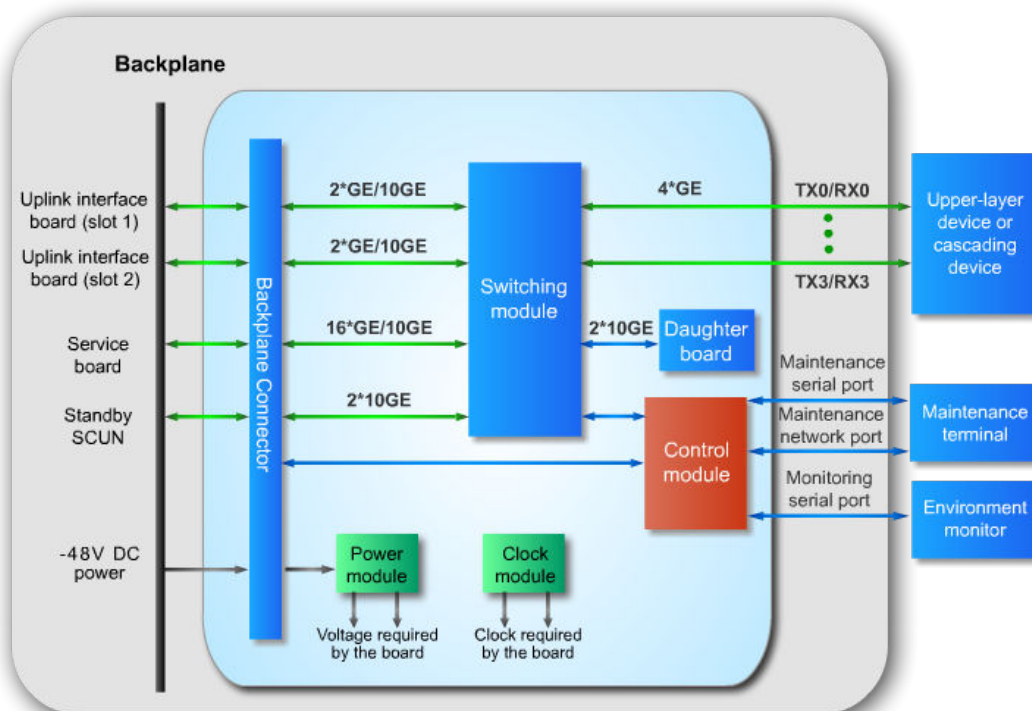 Backplane
Uplink interface
board (slot 1)
2*GE/10GE
4*GE
TX0/RX0
Upper-layer
device or
cascading
device
Uplink interface
board (slot 2)
2*GE/10GE
TX3/RX3
Backplane Connector
Switching
module
Service
board
16*GE/10GE
2*10GE
Daughter
board
Standby
SCUN
2*10GE
Control
module
Maintenance
serial port
Maintenance
network port
Maintenance
terminal
Monitoring
serial port
Environment
monitor
-48V DC
power
Power
module
Clock
module
Voltage required
by the board
Clock required
by the board